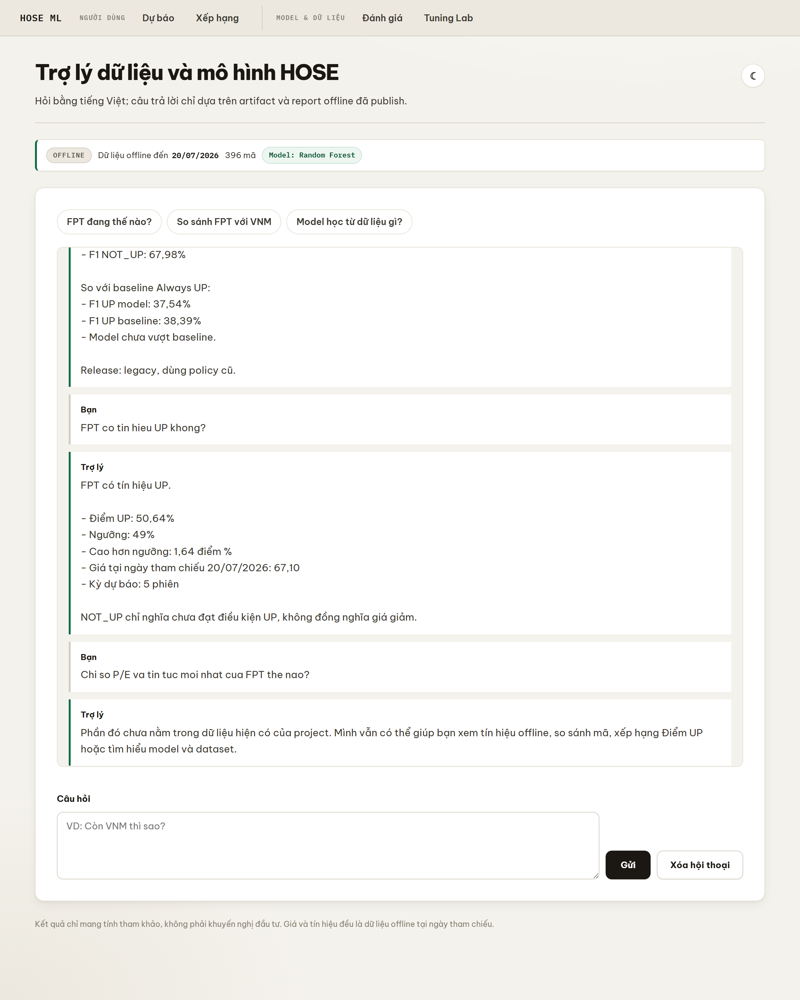 HOSE ML NGƯỜI DÙNG Dự báo Xếp hạng MODEL & DỮ LIỆU Đánh giá Tuning Lab
Trợ lý dữ liệu và mô hình HOSE
Hỏi bằng tiếng Việt; câu trả lời chỉ dựa trên artifact và report offline đã publish.
OFFLINE Dữ liệu offline đến 20/07/2026 396 mã Model: Random Forest
FPT đang thế nào? So sánh FPT với VNM Model học từ dữ liệu gì?
- F1 NOT_UP: 67,98%
So với baseline Always UP:
- F1 UP model: 37,54%
- F1 UP baseline: 38,39%
- Model chưa vượt baseline.
Release: legacy, dùng policy cũ.
Bạn
FPT co tin hieu UP khong?
Trợ lý
FPT có tín hiệu UP.
- Điểm UP: 50,64%
- Ngưỡng: 49%
- Cao hơn ngưỡng: 1,64 điểm %
- Giá tại ngày tham chiếu 20/07/2026: 67,10
- Kỳ dự báo: 5 phiên
NOT_UP chỉ nghĩa chưa đạt điều kiện UP, không đồng nghĩa giá giảm.
Bạn
Chi so P/E va tin tuc moi nhat cua FPT the nao?
Trợ lý
Phần đó chưa nằm trong dữ liệu hiện có của project. Mình vẫn có thể giúp bạn xem tín hiệu offline, so sánh mã, xếp hạng Điểm UP
hoặc tìm hiểu model và dataset.
Câu hỏi
VD: Còn VNM thì sao?
Gửi Xóa hội thoại
Kết quả chỉ mang tính tham khảo, không phải khuyến nghị đầu tư. Giá và tín hiệu đều là dữ liệu offline tại ngày tham chiếu.